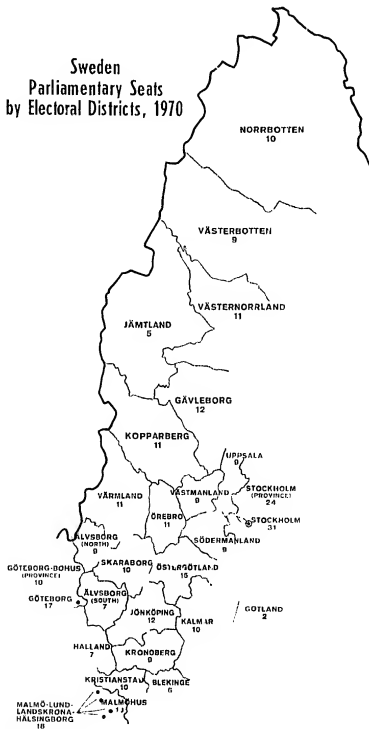 Sweden
Parliamentary Seats
by Electoral Districts, 1970
NORRBOTTEN
10
VÄSTERBOTTEN
9
VÄSTERNORRLAND
11
JÄMTLAND
5
GÄVLEBORG
12
KOPPARBERG
11
UPPSALA
9
VÄRMLAND
11
VÄSTMANLAND
9
STOCKHOLM
(PROVINCE)
24
ÖREBRO
11
STOCKHOLM
31
SÖDERMANLAND
9
ÄLVSBORG
(NORTH)
9
SKARABORG
10
ÖSTERGÖTLAND
15
GÖTEBORG-BOHUS
(PROVINCE)
10
GÖTEBORG
17
ÄLVSBORG
(SOUTH)
7
JÖNKÖPING
12
KALMAR
10
GOTLAND
2
HALLAND
7
KRONOBERG
9
KRISTIANSTAD
10
BLEKINGE
6
MALMÖHUS
MALMÖ-LUND-
LANDSKRONA-
HÄLSINGBORG
18